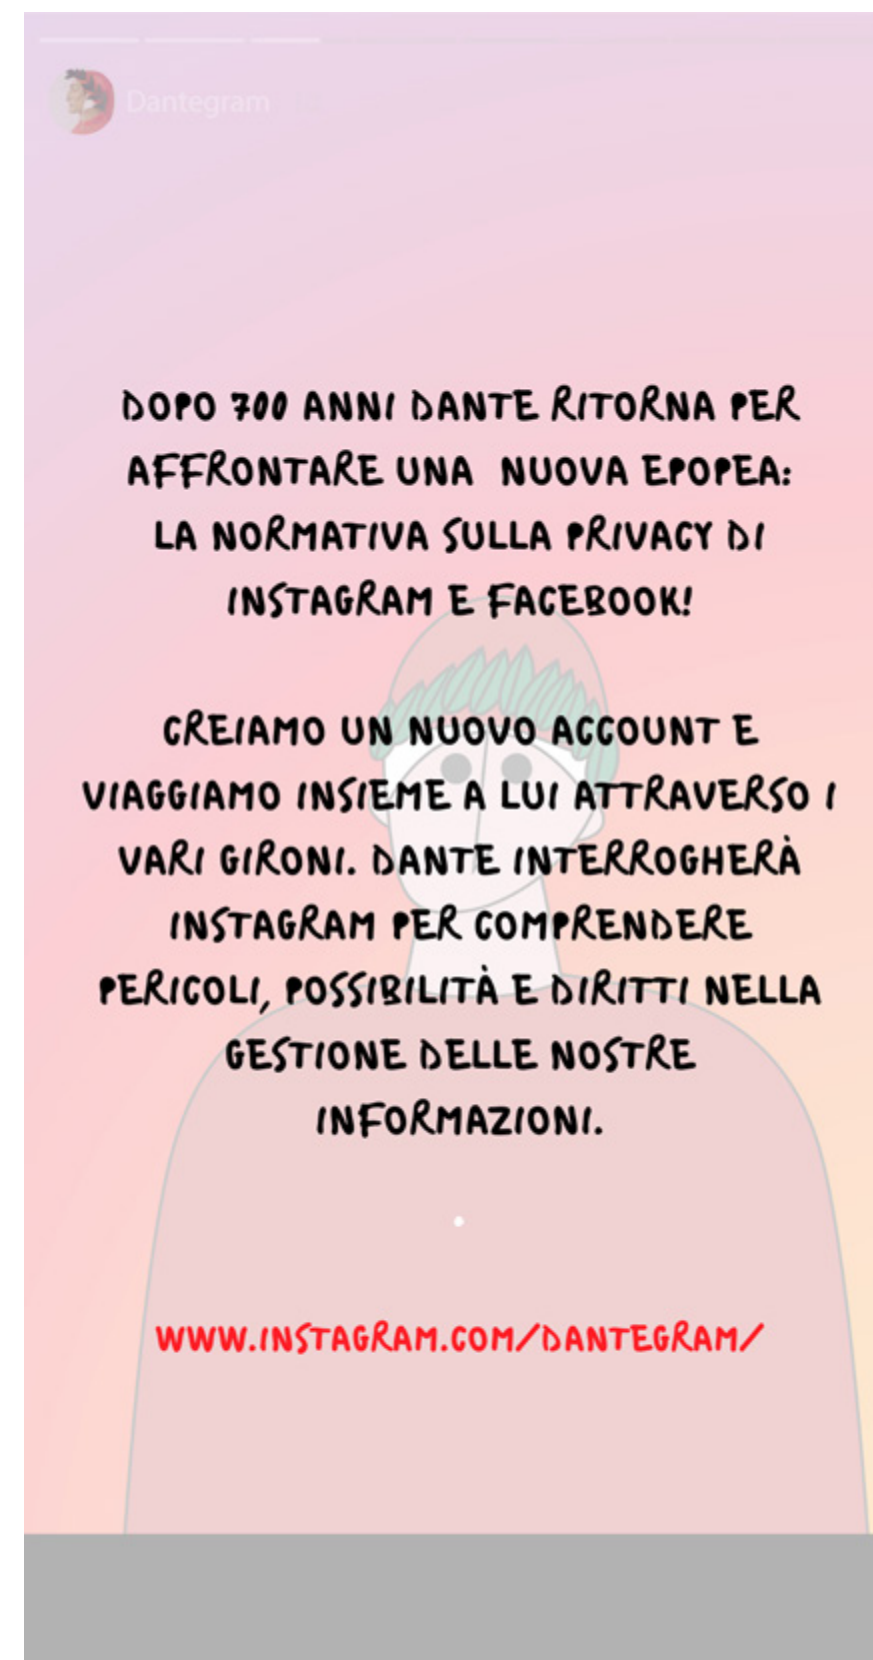 Dantegram
DOPO 700 ANNI DANTE RITORNA PER
AFFRONTARE UNA NUOVA EPOPEA:
LA NORMATIVA SULLA PRIVACY DI
INSTAGRAM E FACEBOOK!
CREIAMO UN NUOVO ACCOUNT E
VIAGGIAMO INSIEME A LUI ATTRAVERSO I
VARI GIRONI. DANTE INTERROGHERÀ
INSTAGRAM PER COMPRENDERE
PERICOLI, POSSIBILITÀ E DIRITTI NELLA
GESTIONE DELLE NOSTRE
INFORMAZIONI.
WWW.INSTAGRAM.COM/DANTEGRAM/